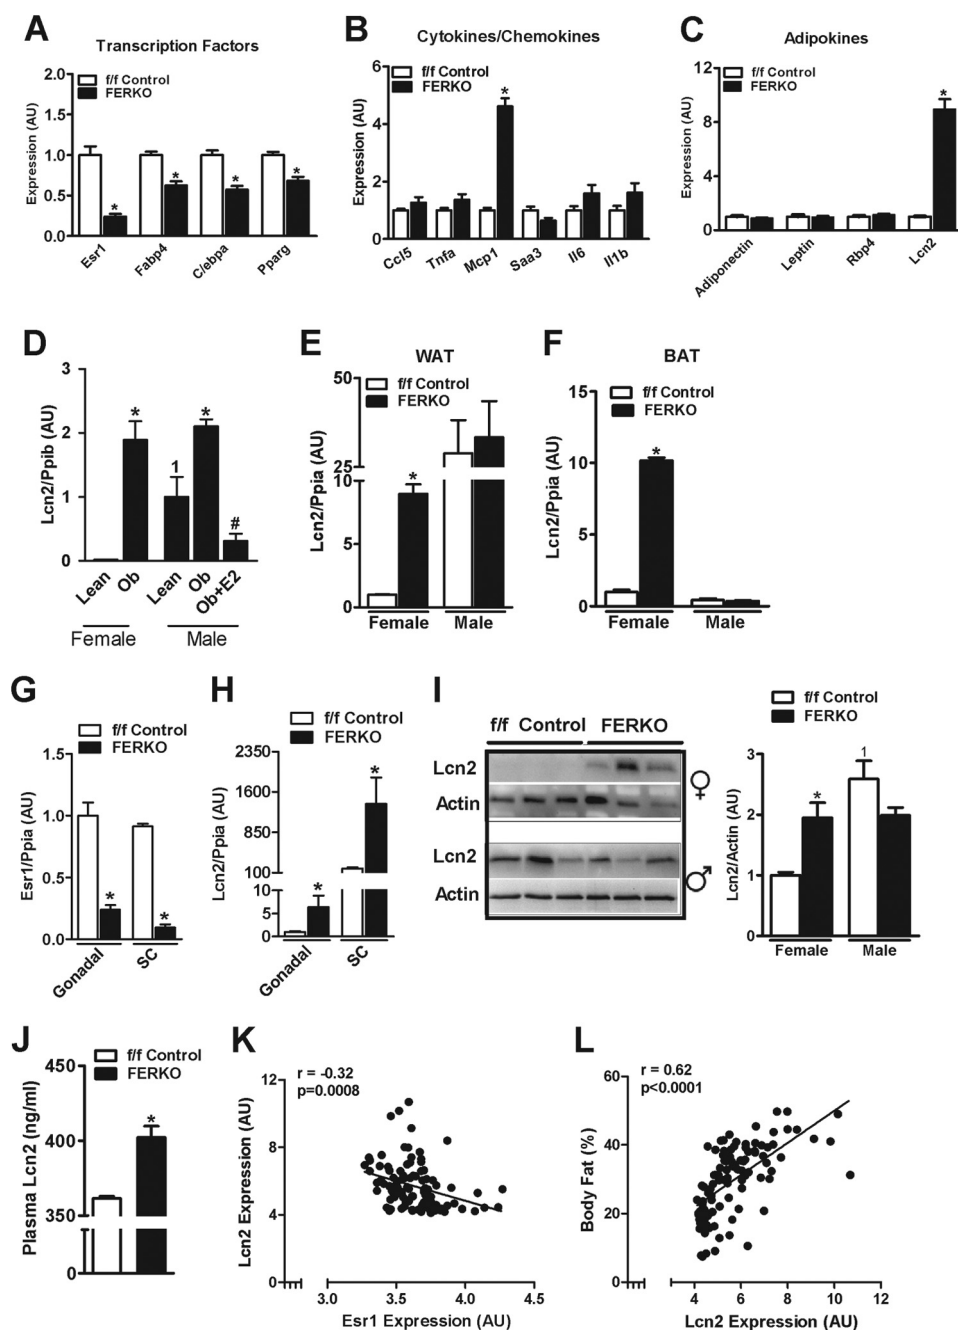 A
Transcription Factors
f/f Control
FERKO
Expression (AU)
2.0
1.5
1.0
0.5
0.0
*
*
*
*
Esr1
Fabp4
C/ebpa
Pparg
B
Cytokines/Chemokines
f/f Control
FERKO
Expression (AU)
6
4
2
0
*
Ccl5
Tnfa
Mcp1
Saa3
Il6
Il1b
C
Adipokines
f/f Control
FERKO
Expression (AU)
12
8
4
0
*
Adiponectin
Leptin
Rbp4
Lcn2
D
Lcn2/Ppib (AU)
3
2
1
0
*
1
*
#
Lean
Ob
Lean
Ob
Ob+E2
Female
Male
E
WAT
f/f Control
FERKO
Lcn2/Ppia (AU)
50
25
10
5
0
*
Female
Male
F
BAT
f/f Control
FERKO
Lcn2/Ppia (AU)
15
10
5
0
*
Female
Male
G
f/f Control
FERKO
Esr1/Ppia (AU)
1.5
1.0
0.5
0.0
*
*
Gonadal
SC
H
f/f Control
FERKO
Lcn2/Ppia (AU)
2350
1600
850
100
10
5
0
*
*
Gonadal
SC
I
f/f Control
FERKO
Lcn2
Actin
♀
Lcn2
Actin
♂
f/f Control
FERKO
Lcn2/Actin (AU)
3
2
1
0
*
1
Female
Male
J
f/f Control
FERKO
Plasma Lcn2 (ng/ml)
450
400
350
0
*
K
r = -0.32
p=0.0008
Lcn2 Expression (AU)
12
8
4
0
3.0
3.5
4.0
4.5
Esr1 Expression (AU)
L
r = 0.62
p<0.0001
Body Fat (%)
60
40
20
0
4
6
8
10
12
Lcn2 Expression (AU)